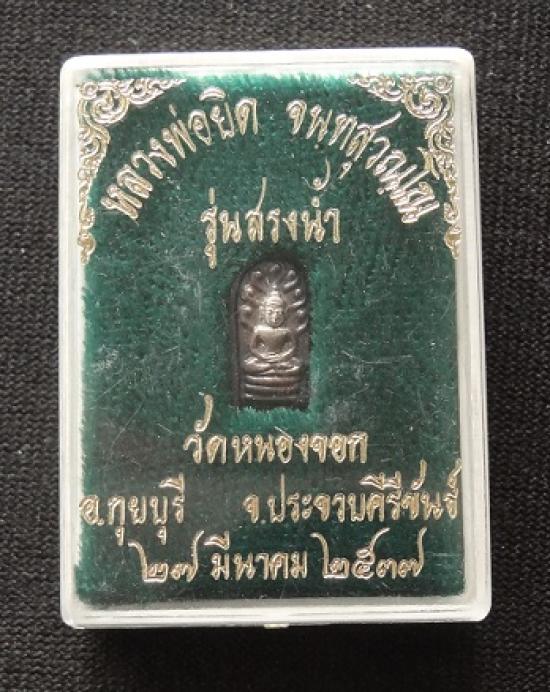 หลวงพ่อยิด จนฺทสุวณฺโณ
รุ่นสรงน้ำ
วัดหนองจอก
อ.กุยบุรี จ.ประจวบคีรีขันธ์
๒๗ มีนาคม ๒๕๓๗